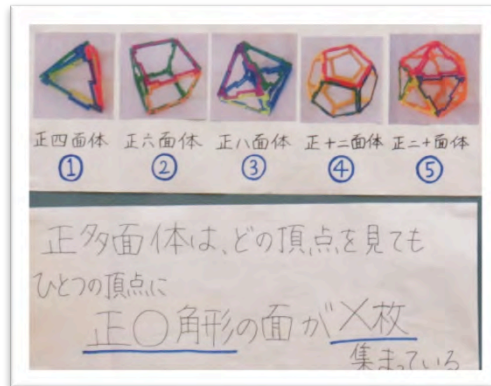 正四面体 正六面体 正八面体 正十二面体 正二十面体
① ② ③ ④ ⑤
正多面体は、どの頂点を見ても
ひとつの頂点に
正〇角形の面が✕枚
集まっている